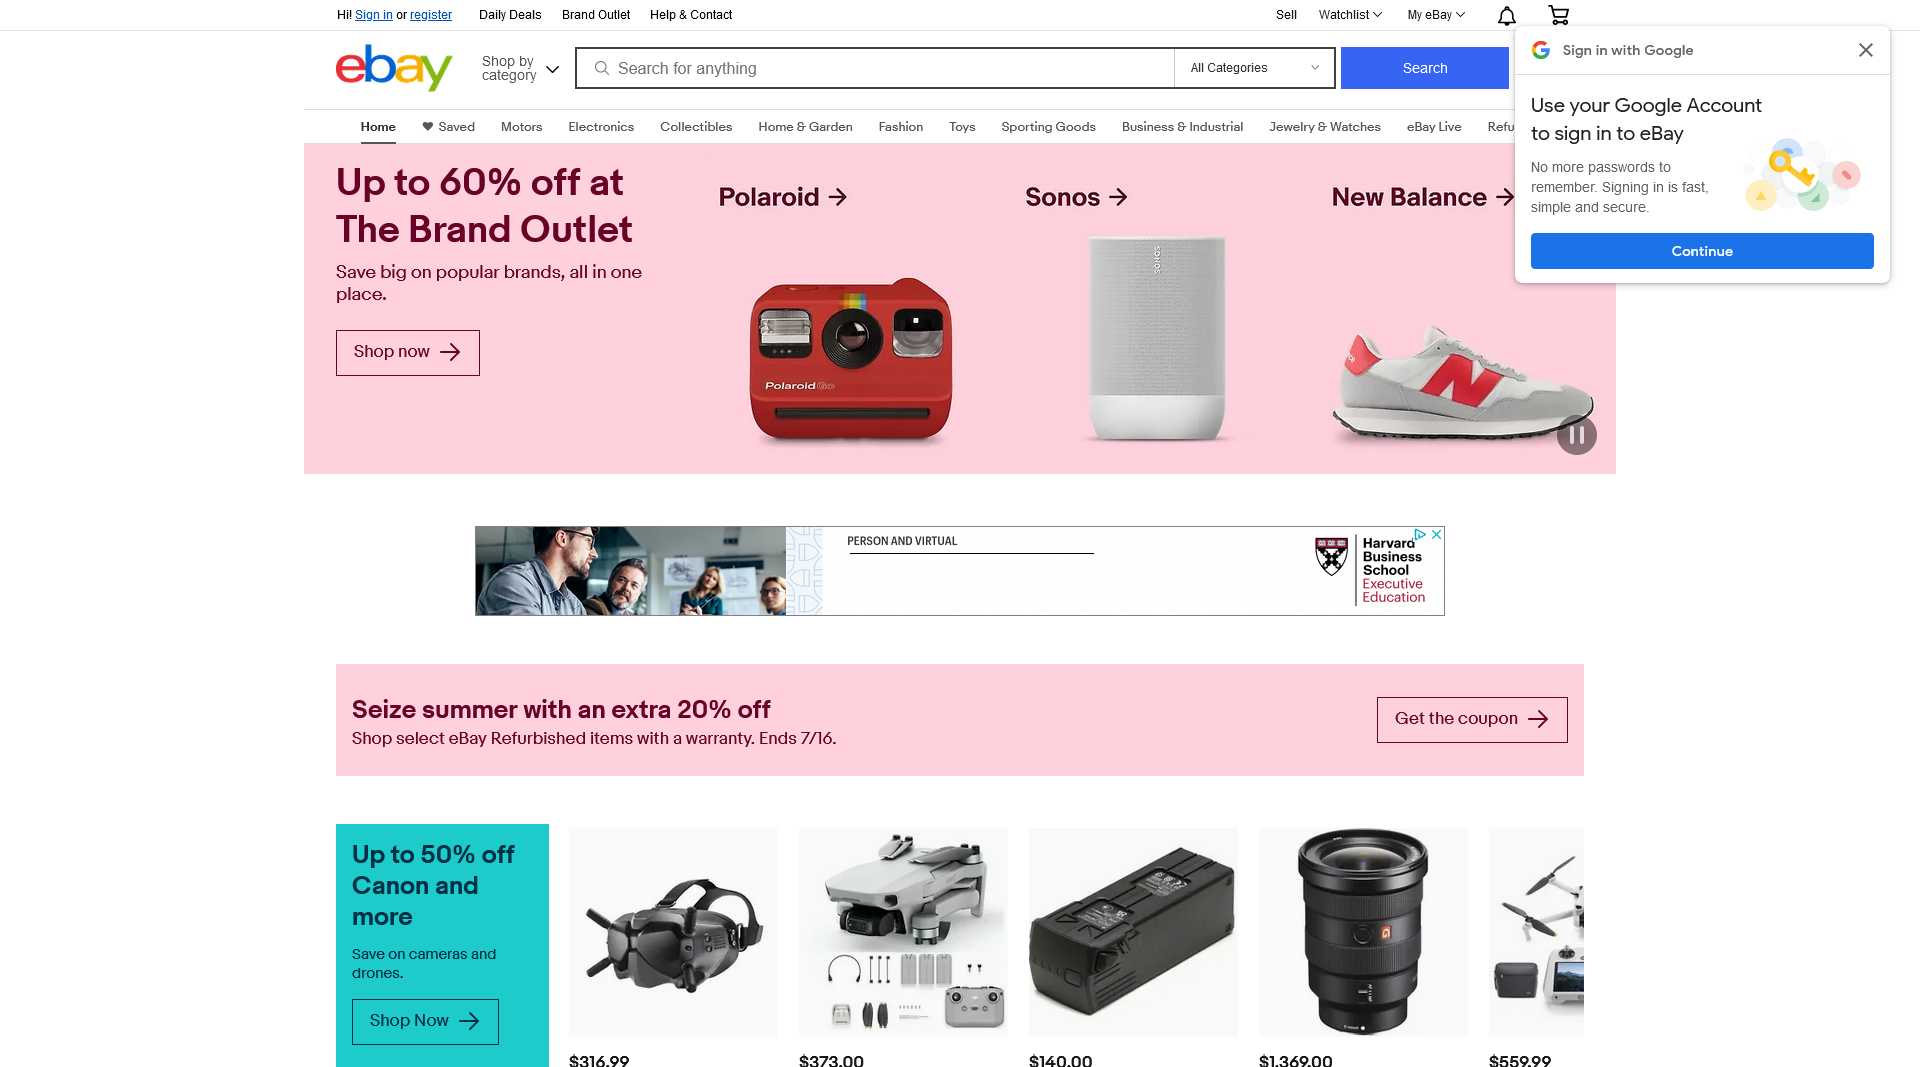 Hi! Sign in or register
Daily Deals
Brand Outlet
Help & Contact
Sell
Watchlist
My eBay
ebay
Shop by
category
Search for anything
All Categories
Search
Sign in with Google
Use your Google Account
to sign in to eBay
No more passwords to
remember. Signing in is fast,
simple and secure.
Continue
Home
Saved
Motors
Electronics
Collectibles
Home & Garden
Fashion
Toys
Sporting Goods
Business & Industrial
Jewelry & Watches
eBay Live
Refu
Up to 60% off at
The Brand Outlet
Save big on popular brands, all in one
place.
Shop now
Polaroid
Sonos
New Balance
SONOS
Polaroid Go
N
PERSON AND VIRTUAL
Harvard
Business
School
Executive
Education
Seize summer with an extra 20% off
Shop select eBay Refurbished items with a warranty. Ends 7/16.
Get the coupon
Up to 50% off
Canon and
more
Save on cameras and
drones.
Shop Now
G
$316.99
$373.00
$140.00
$1,369.00
$559.99